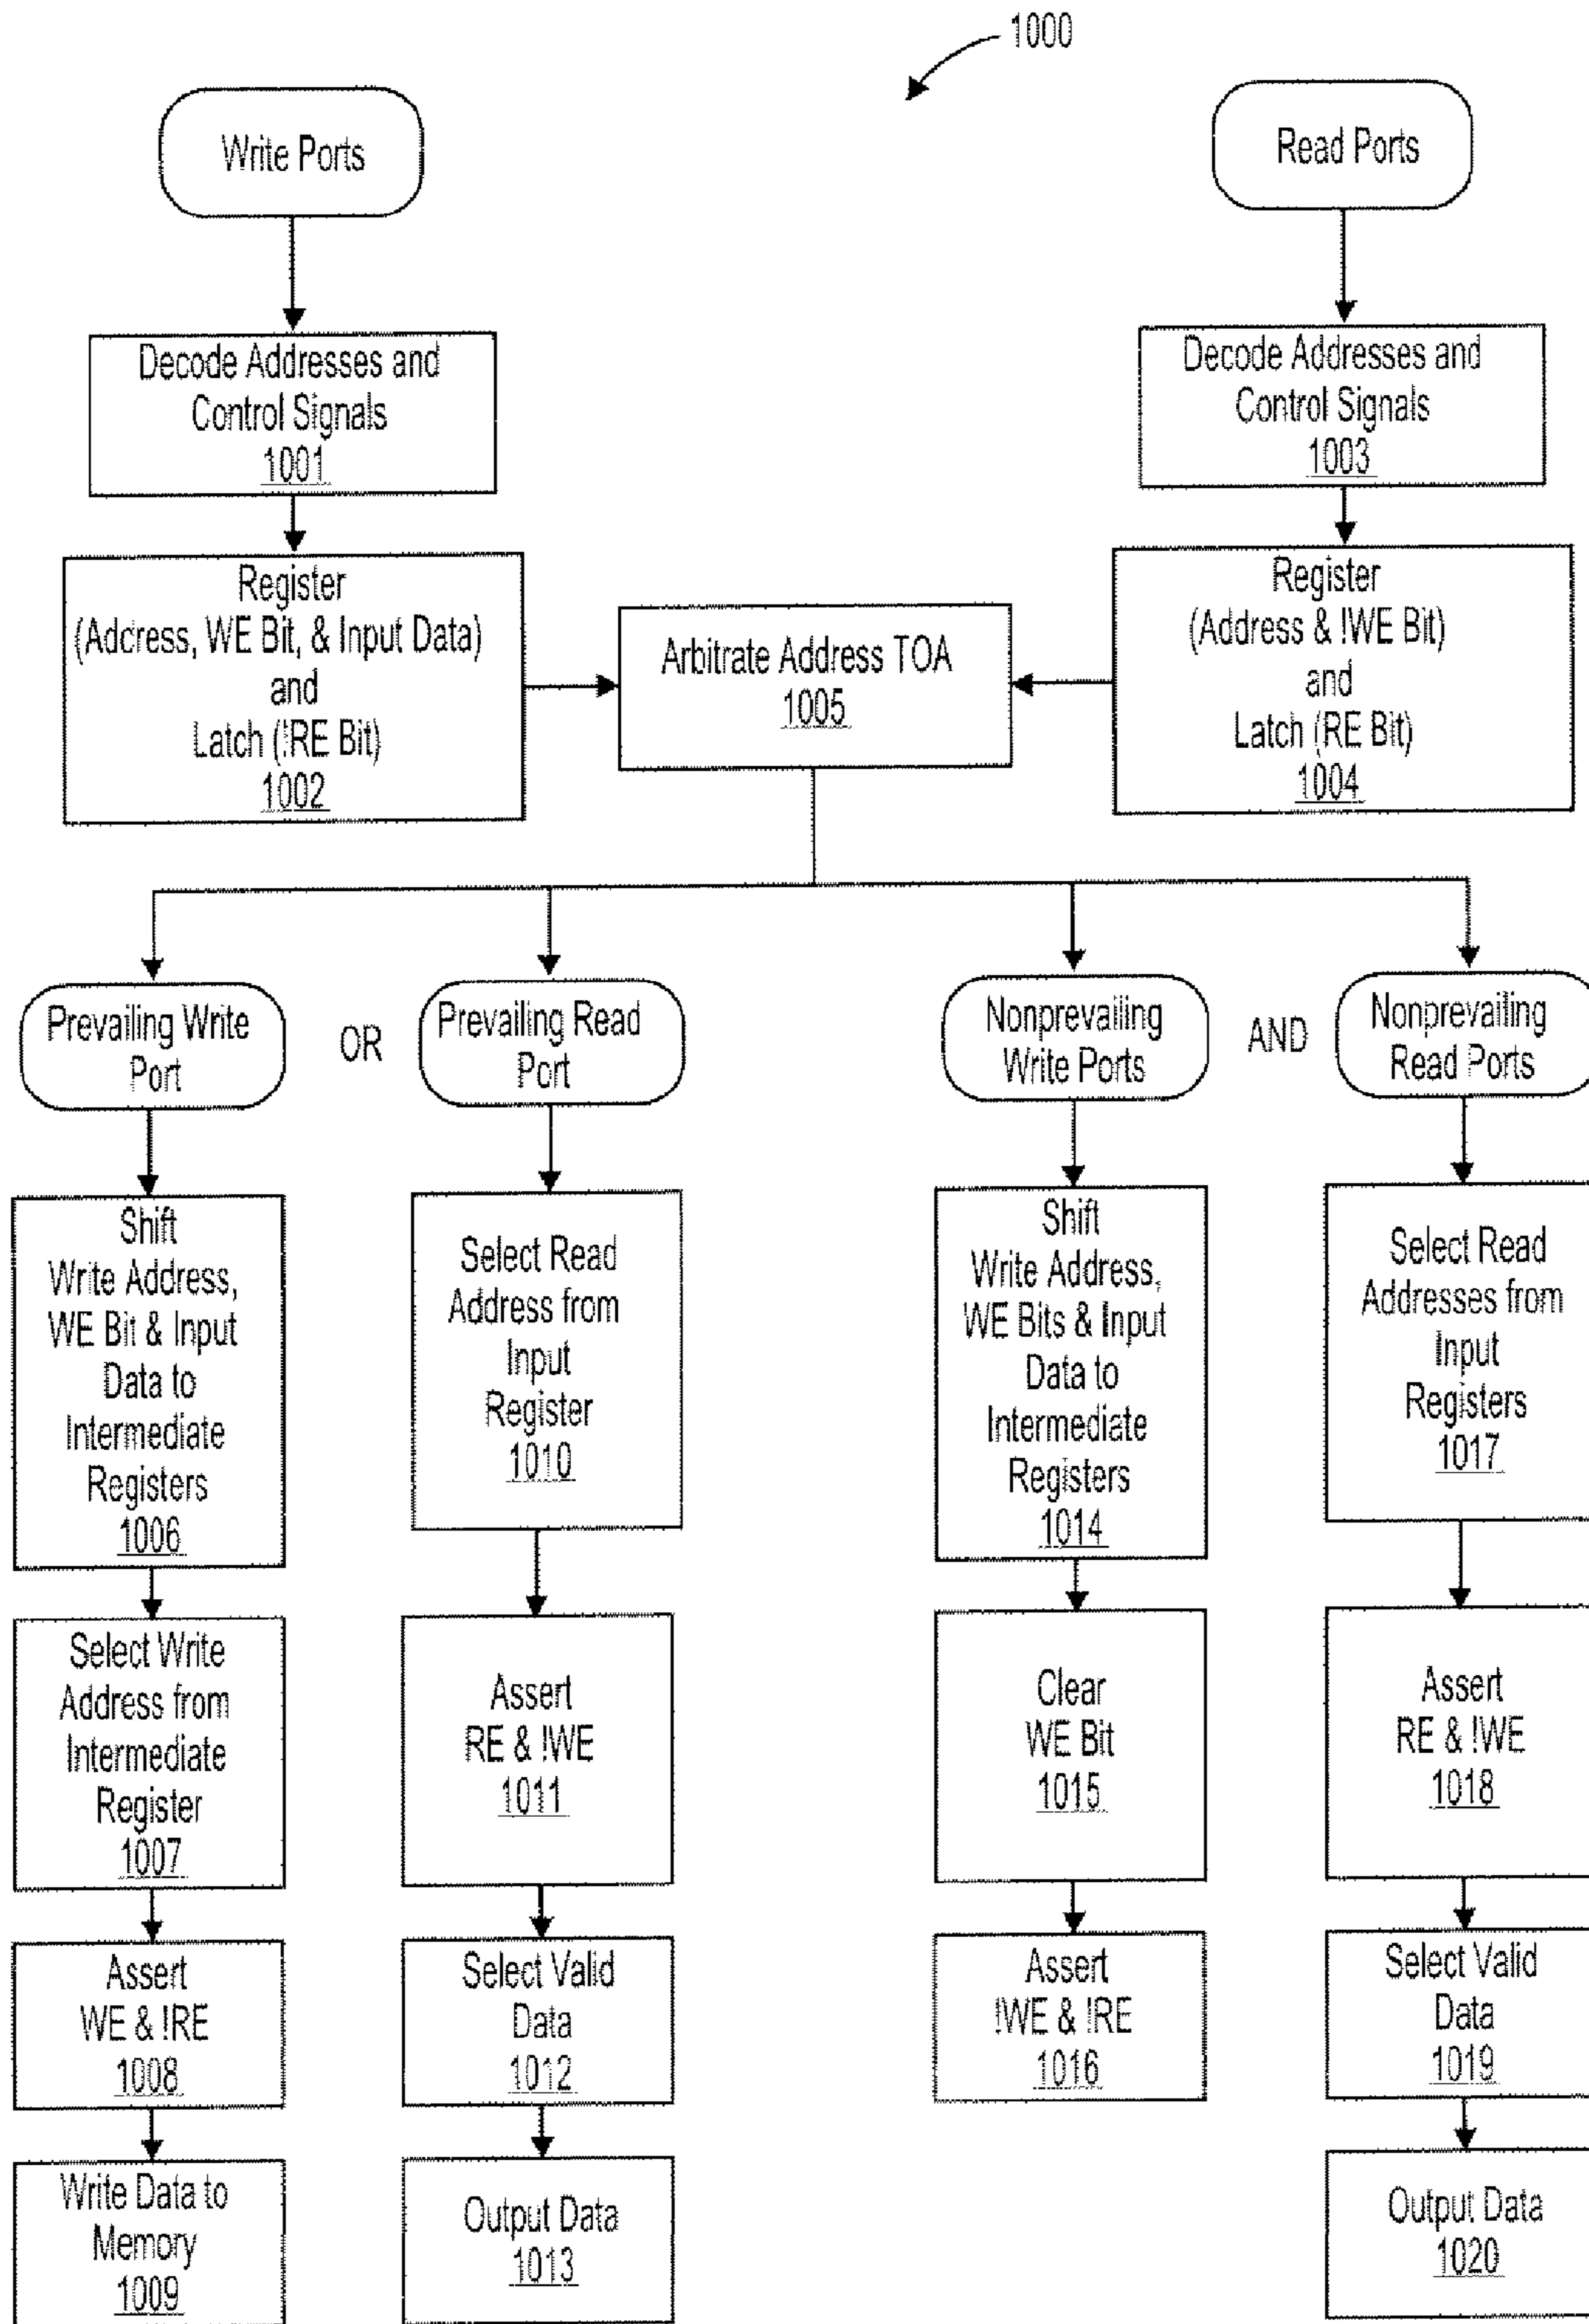 1000
Write Ports
Read Ports
Decode Addresses and
Control Signals
1001
Decode Addresses and
Control Signals
1003
Register
(Address, WE Bit, & Input Data)
and
Latch (!RE Bit)
1002
Arbitrate Address TOA
1005
Register
(Address & !WE Bit)
and
Latch (RE Bit)
1004
Prevailing Write
Port
OR
Prevailing Read
Port
Nonprevailing
Write Ports
AND
Nonprevailing
Read Ports
Shift
Write Address,
WE Bit & Input
Data to
Intermediate
Registers
1006
Select Read
Address from
Input
Register
1010
Shift
Write Address,
WE Bits & Input
Data to
Intermediate
Registers
1014
Select Read
Addresses from
Input
Registers
1017
Select Write
Address from
Intermediate
Register
1007
Assert
RE & !WE
1011
Clear
WE Bit
1015
Assert
RE & !WE
1018
Assert
WE & !RE
1008
Select Valid
Data
1012
Assert
!WE & !RE
1016
Select Valid
Data
1019
Write Data to
Memory
1009
Output Data
1013
Output Data
1020